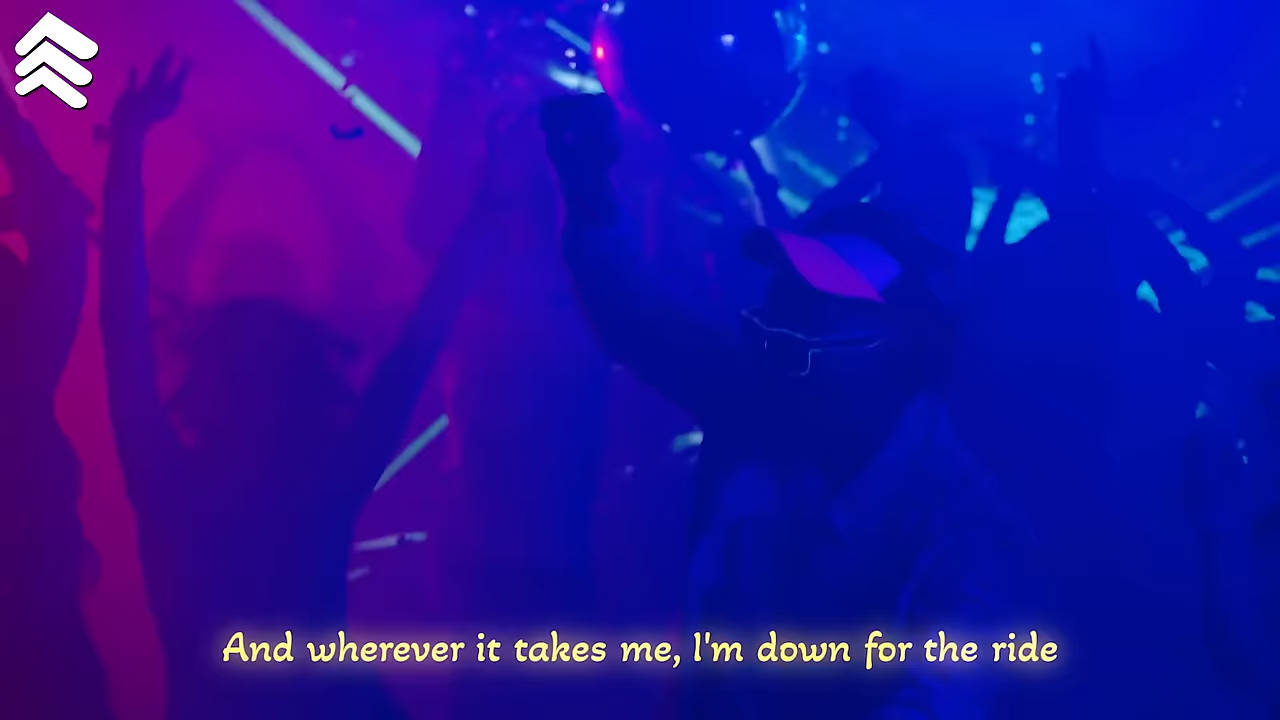 And wherever it takes me, I'm down for the ride